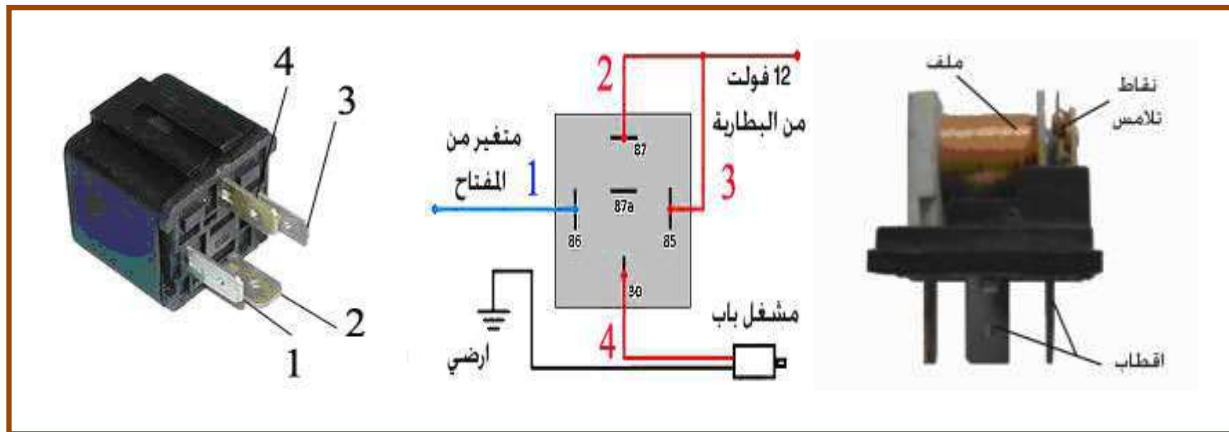 4
3
2
1
2
12 فولت
من البطارية
متغير من
المفتاح
1
3
87
87a
86
85
30
4
ارضي
مشغل باب
ملف
نقاط
تلامس
اقطاب